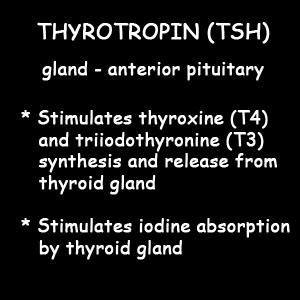 THYROTROPIN (TSH)
gland - anterior pituitary
* Stimulates thyroxine (T4)
and triiodothyronine (T3)
synthesis and release from
thyroid gland
* Stimulates iodine absorption
by thyroid gland